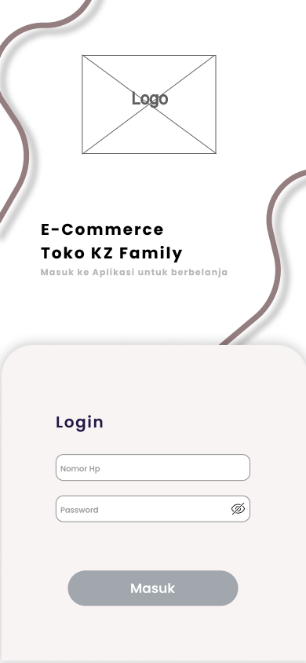 Logo
E-Commerce
Toko KZ Family
Masuk ke Aplikasi untuk berbelanja
Login
Nomor Hp
Password
Masuk